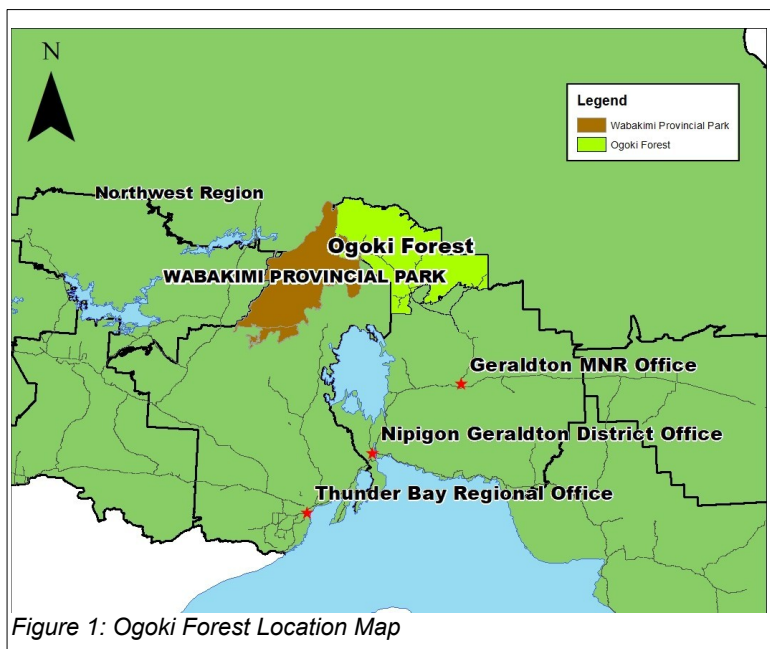 N
Legend
Wabakimi Provincial Park
Ogoki Forest
Northwest Region
Ogoki Forest
WABAKIMI PROVINCIAL PARK
Geraldton MNR Office
Nipigon Geraldton District Office
Thunder Bay Regional Office
Figure 1: Ogoki Forest Location Map